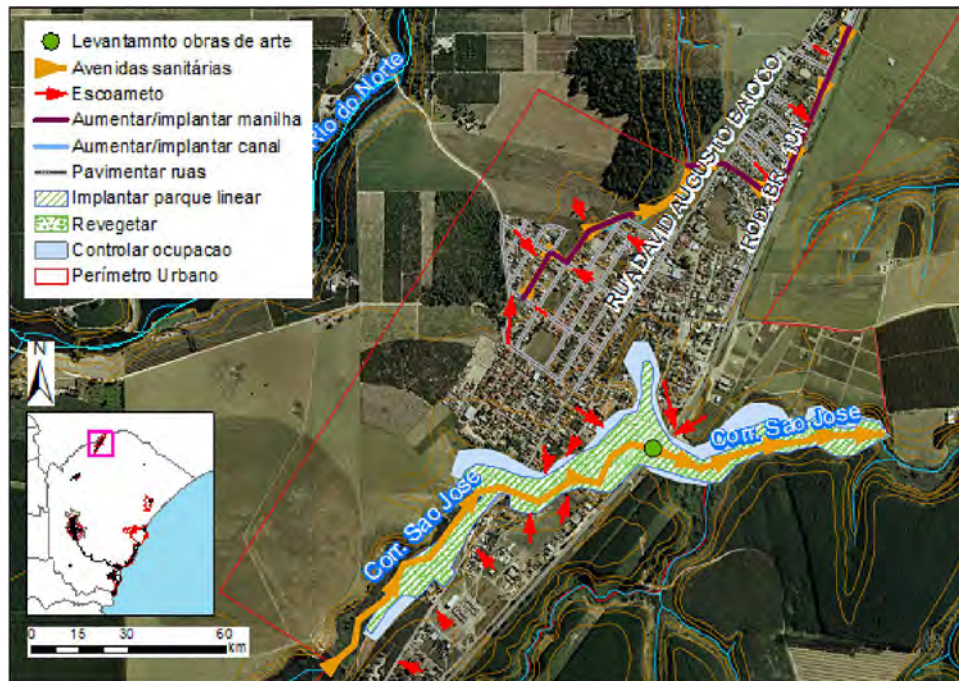 Levantamnto obras de arte
Avenidas sanitárias
Escoameto
Aumentar/implantar manilha
Aumentar/implantar canal
Pavimentar ruas
Implantar parque linear
Revegetar
Controlar ocupacao
Perímetro Urbano
Rio do Norte
RUA DAVID AUGUSTO BAIOCO
ROD. BR - 101
Corr. Sao Jose
Corr. Sao Jose
N
0 15 30 60
km